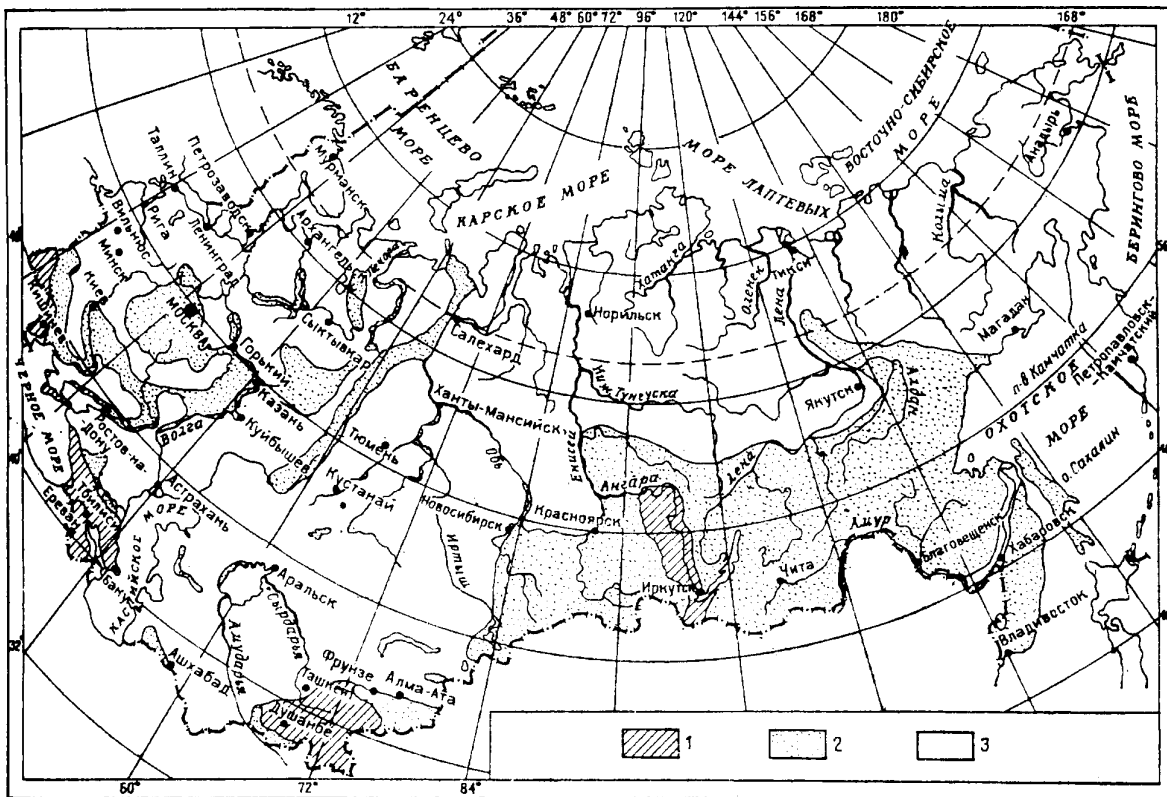 12° 24° 36° 48° 60° 72° 96° 120° 144° 156° 168° 180° 168°
БАРЕНЦЕВО
МОРЕ
КАРСКОЕ МОРЕ
МОРЕ ЛАПТЕВЫХ
ВОСТОЧНО-СИБИРСКОЕ
МОРЕ
БЕРИНГОВО МОРЕ
Анадырь
Колыма
Мурманск
Таллин
Петрозаводск
Рига
Ленинград
Архангельск
Печора
Вильнюс
Минск
Киев
Кишинев
Москва
Сыктывкар
Горький
Салехард
Норильск
Хатанга
Оленек
Лена
Тикси
Магадан
п-в Камчатка
Петропавловск-
-Камчатский
ОХОТСКОЕ
МОРЕ
о. Сахалин
Ниж. Тунгуска
Якутск
Алдан
ЧЕРНОЕ МОРЕ
Ростов-на-
Дону
Волга
Казань
Куйбышев
Тюмень
Ханты-Мансийск
Обь
Енисей
Ангара
Лена
Кустанай
Новосибирск
Красноярск
Иртыш
Иркутск
Чита
Амур
Благовещенск
Хабаровск
Владивосток
Тбилиси
Ереван
Баку
Астрахань
КАСПИЙСКОЕ
МОРЕ
Аральск
Сырдарья
Амударья
Ашхабад
Фрунзе
Алма-Ата
Ташкент
Душанбе
32
1
2
3
60° 72° 84°